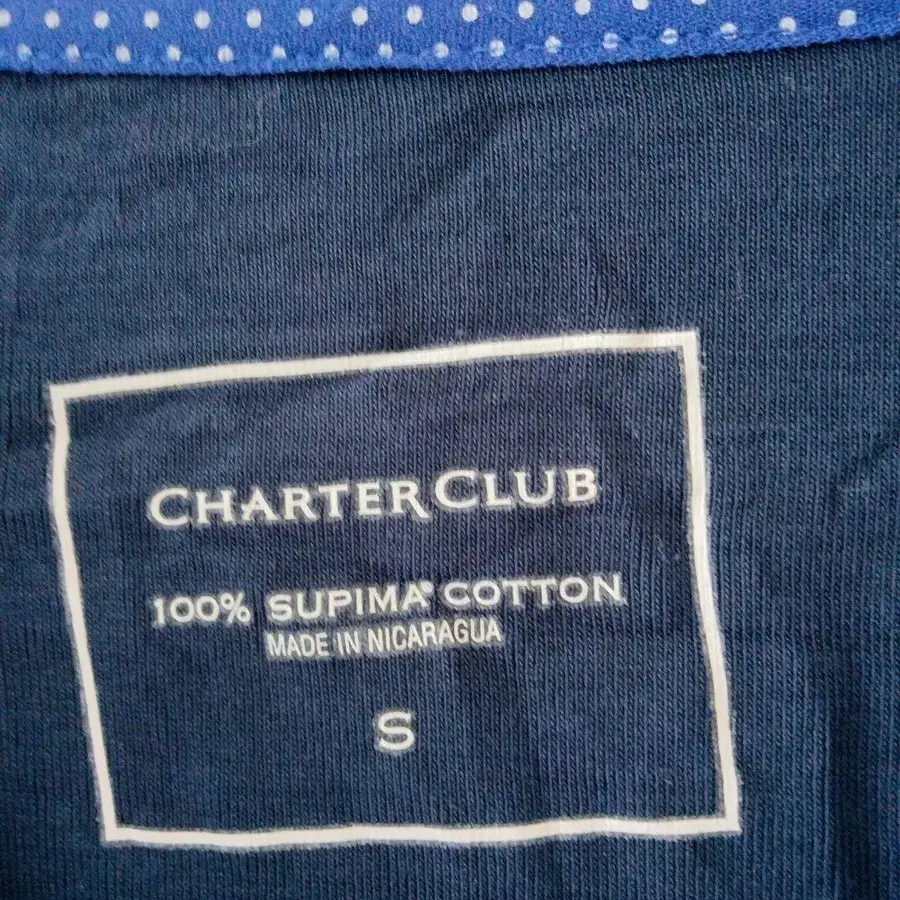 CHARTER CLUB
100% SUPIMA® COTTON
MADE IN NICARAGUA
S